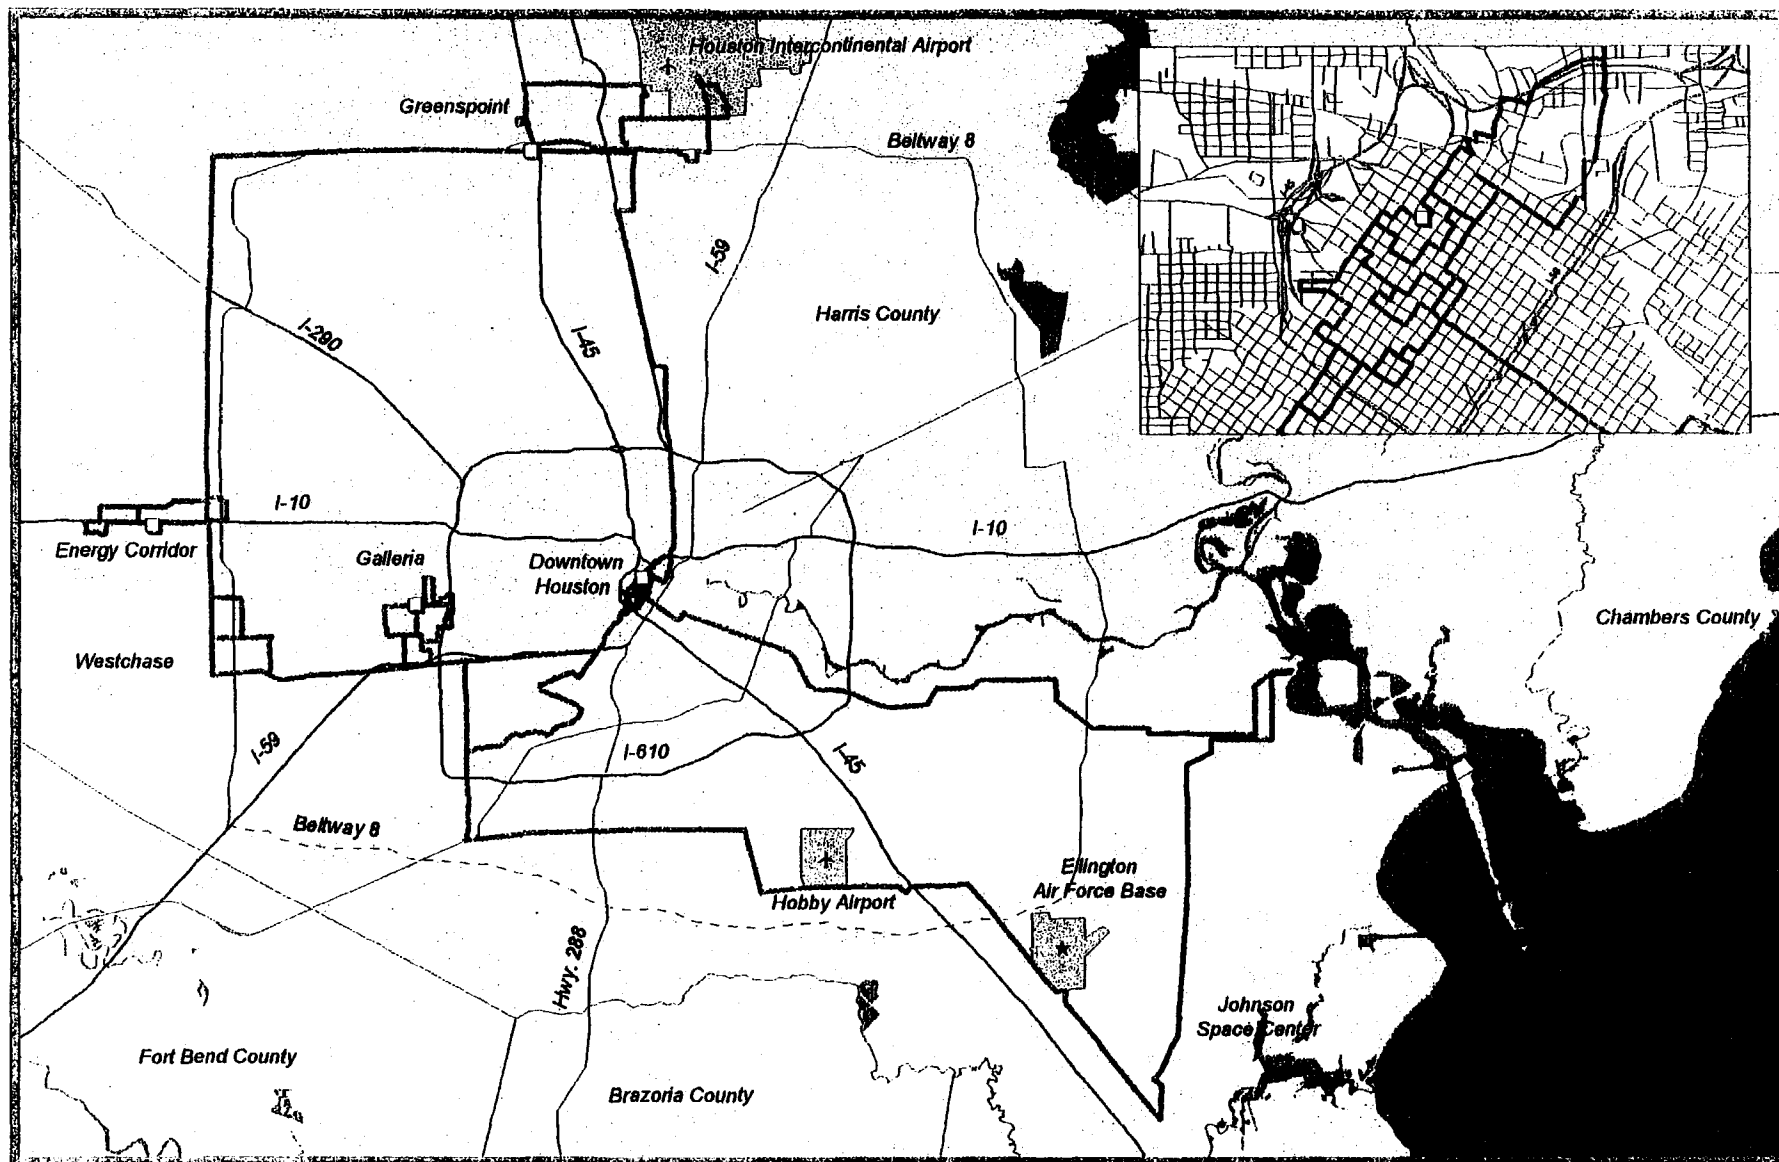 Houston Intercontinental Airport
Greenspoint
Beltway 8
I-59
I-290
I-45
Harris County
I-10
I-10
Energy Corridor
Galleria
Downtown
Houston
Chambers County
Westchase
I-59
I-610
I-45
Beltway 8
Ellington
Air Force Base
Hobby Airport
Hwy. 288
Johnson
Space Center
Fort Bend County
Brazoria County